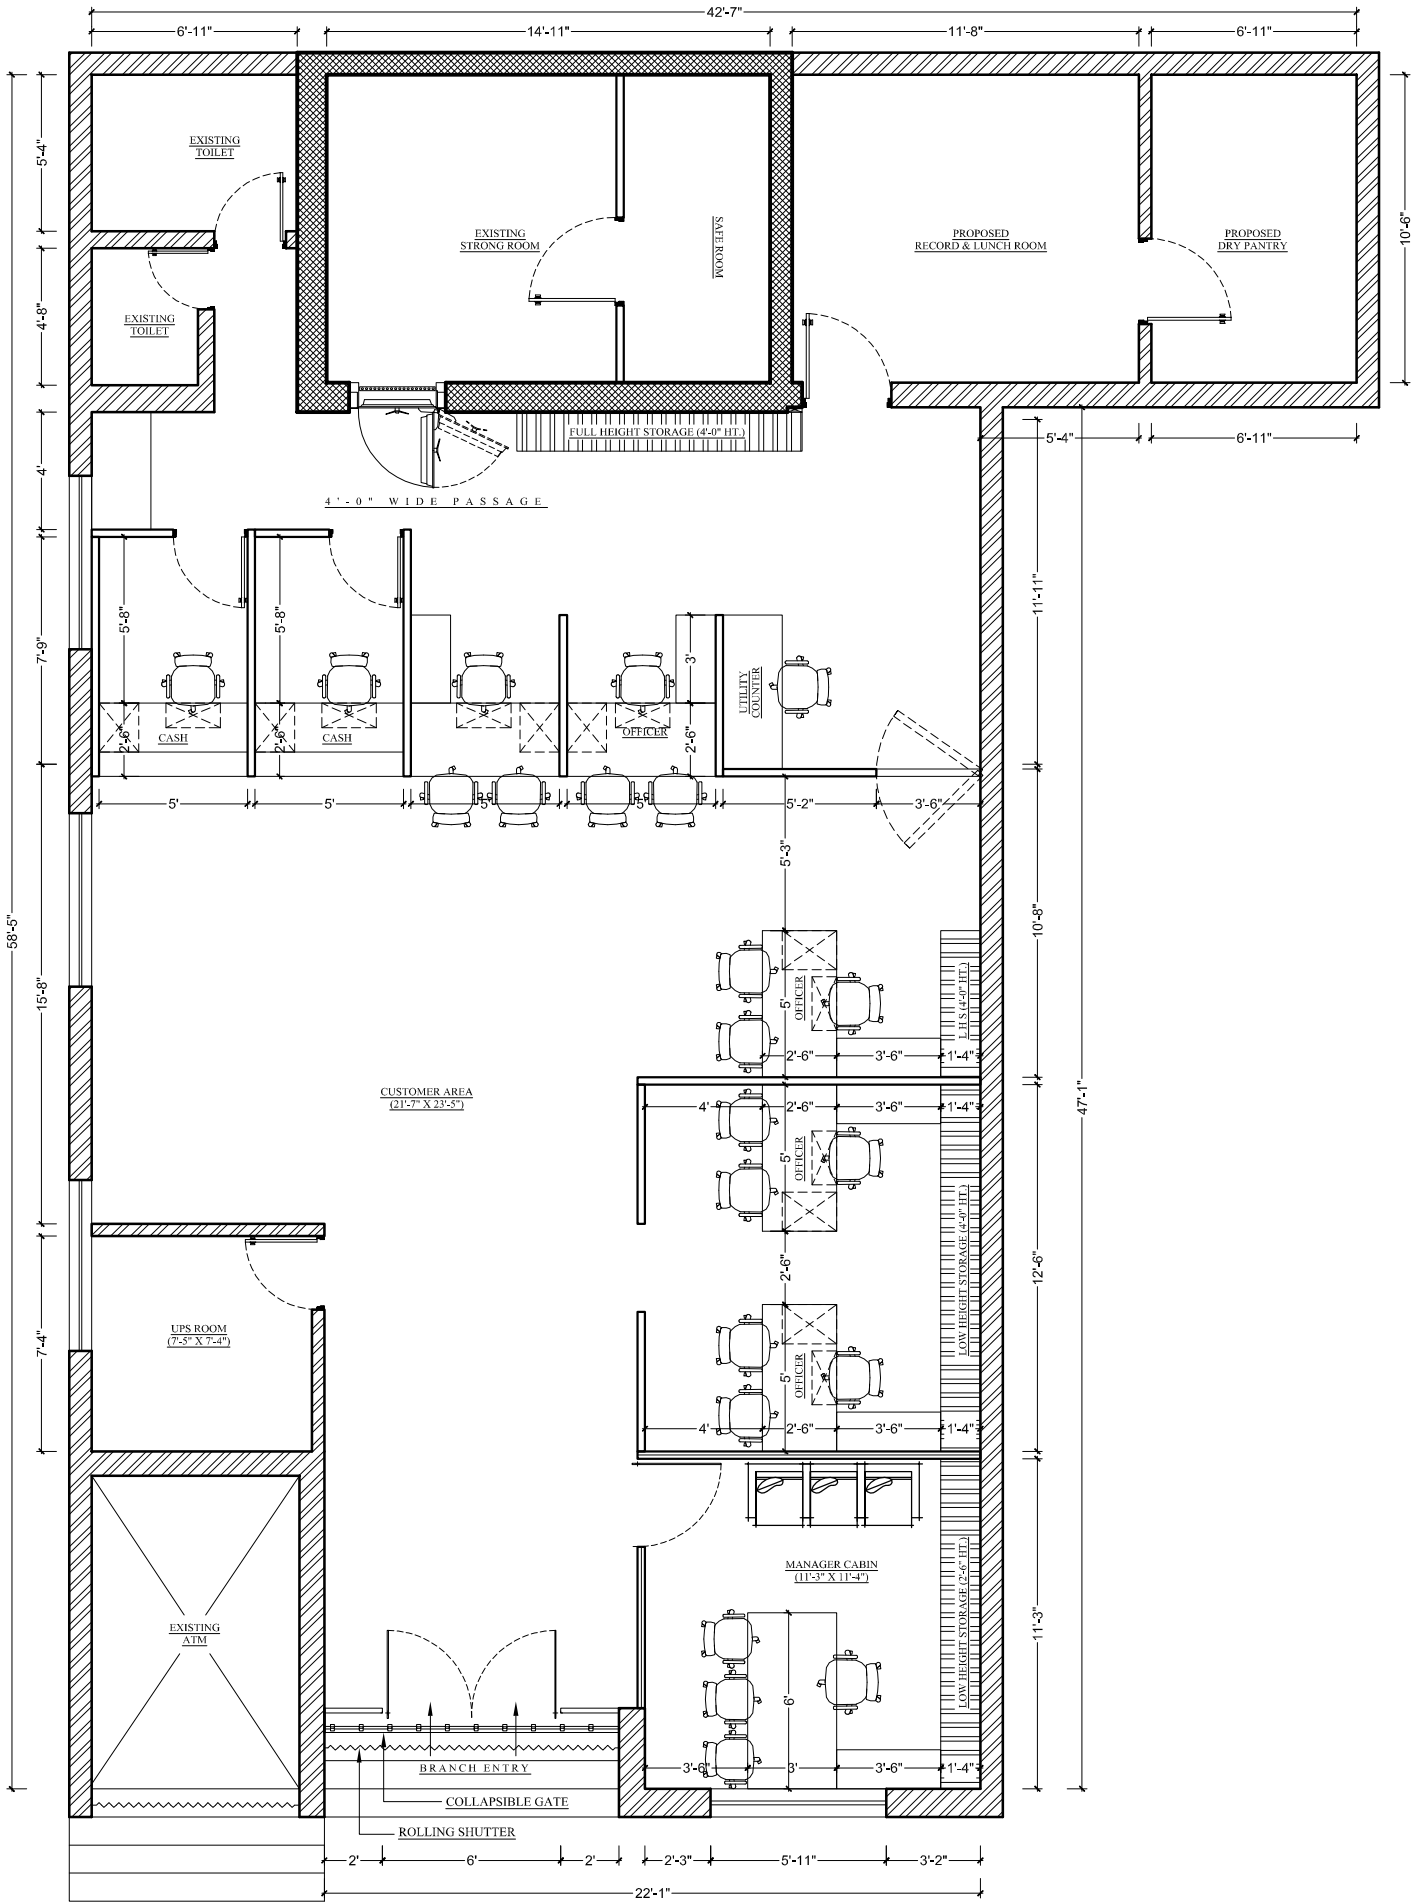 42'-7"
6'-11"
14'-11"
11'-8"
6'-11"
5'-4"
EXISTING
TOILET
4'-8"
EXISTING
TOILET
EXISTING
STRONG ROOM
SAFE ROOM
PROPOSED
RECORD & LUNCH ROOM
PROPOSED
DRY PANTRY
10'-6"
FULL HEIGHT STORAGE (4'-0" HT.)
5'-4"
6'-11"
4'
4'-0" WIDE PASSAGE
7'-9"
5'-8"
5'-8"
3'
11'-11"
UTILITY
COUNTER
2'-6"
CASH
2'-6"
CASH
OFFICER
2'-6"
5'
5'
5'
5'
5'-2"
3'-6"
5'-3"
58'-5"
15'-8"
10'-8"
5'
OFFICER
L H S (4'-0" HT.)
2'-6"
3'-6"
1'-4"
CUSTOMER AREA
(21'-7" X 23'-5")
47'-1"
4'
2'-6"
3'-6"
1'-4"
5'
OFFICER
LOW HEIGHT STORAGE (4'-0" HT.)
2'-6"
12'-6"
7'-4"
UPS ROOM
(7'-5" X 7'-4")
5'
OFFICER
4'
2'-6"
3'-6"
1'-4"
MANAGER CABIN
(11'-3" X 11'-4")
LOW HEIGHT STORAGE (2'-6" HT.)
11'-3"
EXISTING
ATM
6'
3'-6"
3'
3'-6"
1'-4"
BRANCH ENTRY
COLLAPSIBLE GATE
ROLLING SHUTTER
2'
6'
2'
2'-3"
5'-11"
3'-2"
22'-1"